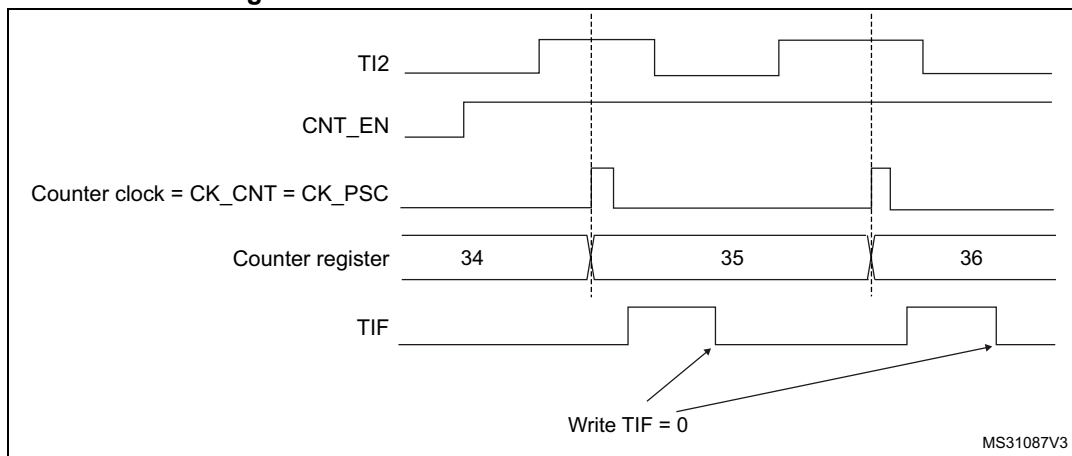 TI2
CNT_EN
Counter clock = CK_CNT = CK_PSC
Counter register 34 35 36
TIF
Write TIF = 0
MS31087V3